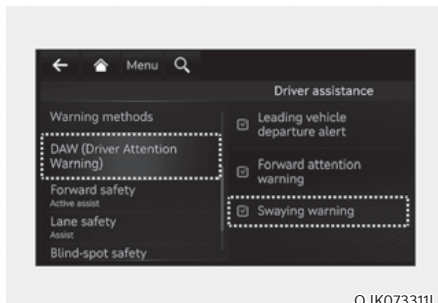 Menu
Driver assistance
Warning methods
DAW (Driver Attention
Warning)
Forward safety
Active assist
Lane safety
Assist
Blind-spot safety
Leading vehicle
departure alert
Forward attention
warning
Swaying warning
OJK073311L